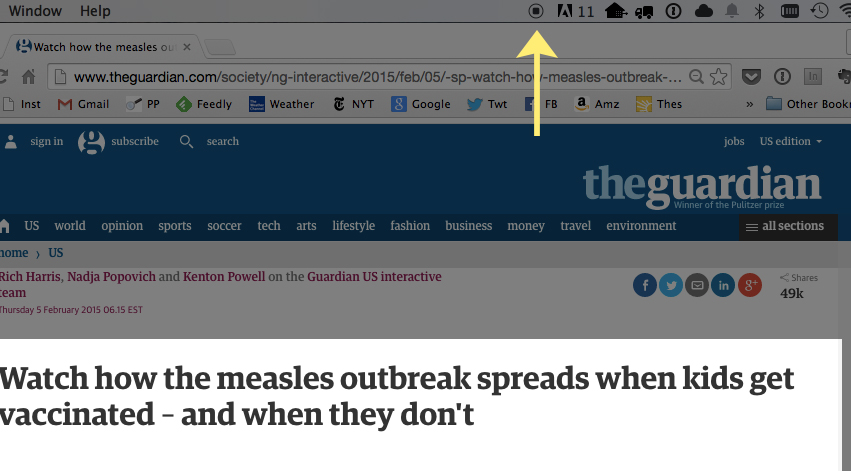 Window Help 11
Watch how the measles out
www.theguardian.com/society/ng-interactive/2015/feb/05/-sp-watch-how-measles-outbreak-...
Inst Gmail PP Feedly Weather NYT Google Twt FB Amz Thes » Other Bookm
sign in subscribe search jobs US edition
theguardian
Winner of the Pulitzer prize
US world opinion sports soccer tech arts lifestyle fashion business money travel environment all sections
home › US
Rich Harris, Nadja Popovich and Kenton Powell on the Guardian US interactive
team
Thursday 5 February 2015 06.15 EST
Shares
49k
Watch how the measles outbreak spreads when kids get
vaccinated – and when they don't